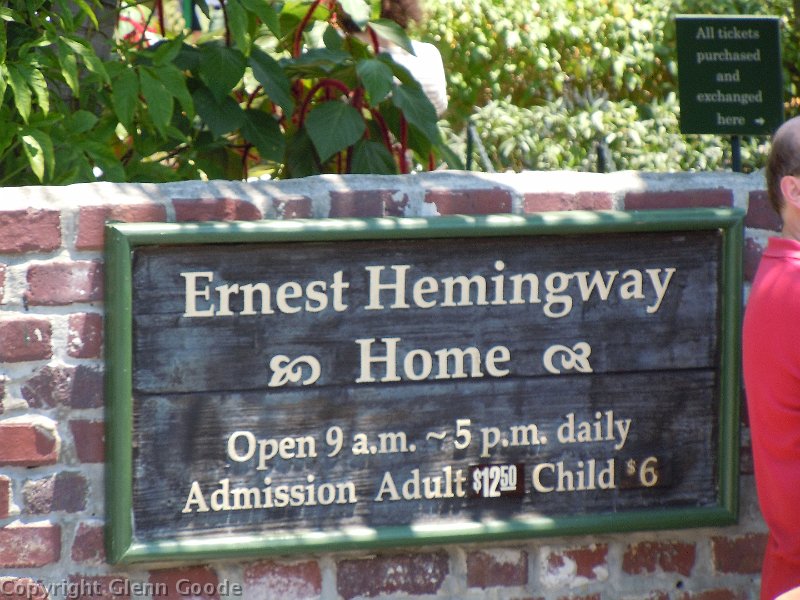 All tickets
purchased
and
exchanged
here →
Ernest Hemingway
Home
Open 9 a.m. ~ 5 p.m. daily
Admission Adult $12.50 Child $6
Copyright Glenn Goude